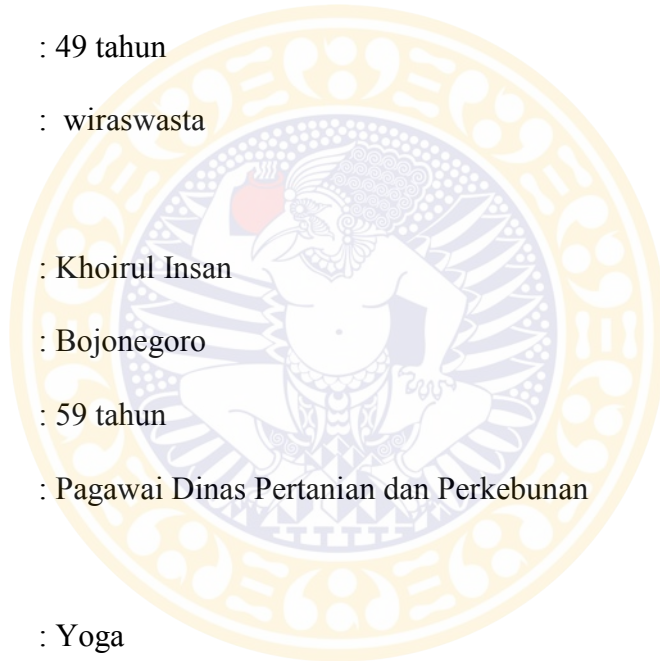 : 49 tahun
: wiraswasta
: Khoirul Insan
: Bojonegoro
: 59 tahun
: Pagawai Dinas Pertanian dan Perkebunan
: Yoga